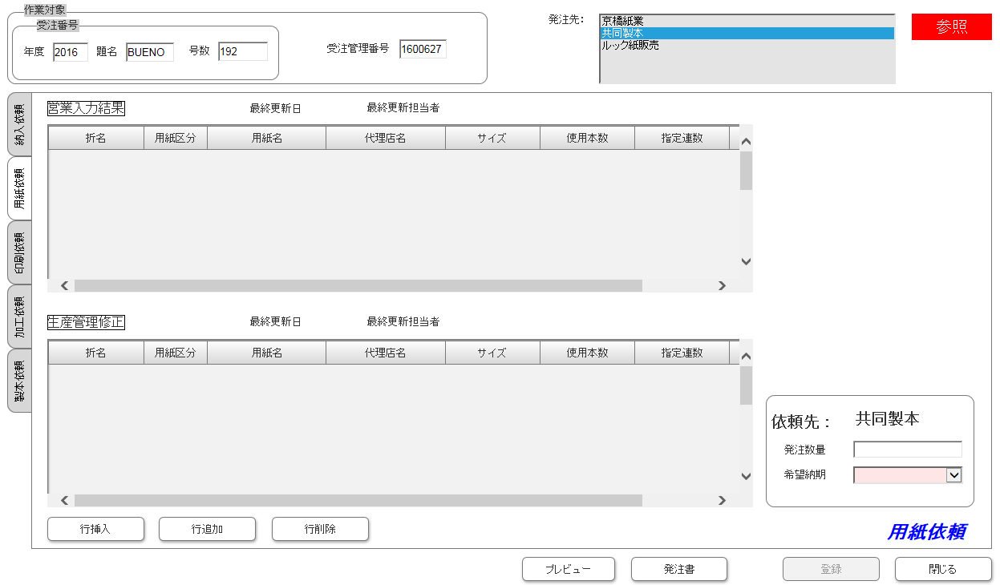 作業対象
受注番号
年度 2016 題名 BUENO 号数 192
受注管理番号 1600627
発注先：
京橋紙業
共同製本
ルック紙販売
参照
納入依頼
用紙依頼
印刷依頼
加工依頼
製本依頼
営業入力結果 最終更新日 最終更新担当者
折名 用紙区分 用紙名 代理店名 サイズ 使用本数 指定連数
生産管理修正 最終更新日 最終更新担当者
折名 用紙区分 用紙名 代理店名 サイズ 使用本数 指定連数
依頼先： 共同製本
発注数量
希望納期
行挿入 行追加 行削除
用紙依頼
プレビュー 発注書 登録 閉じる